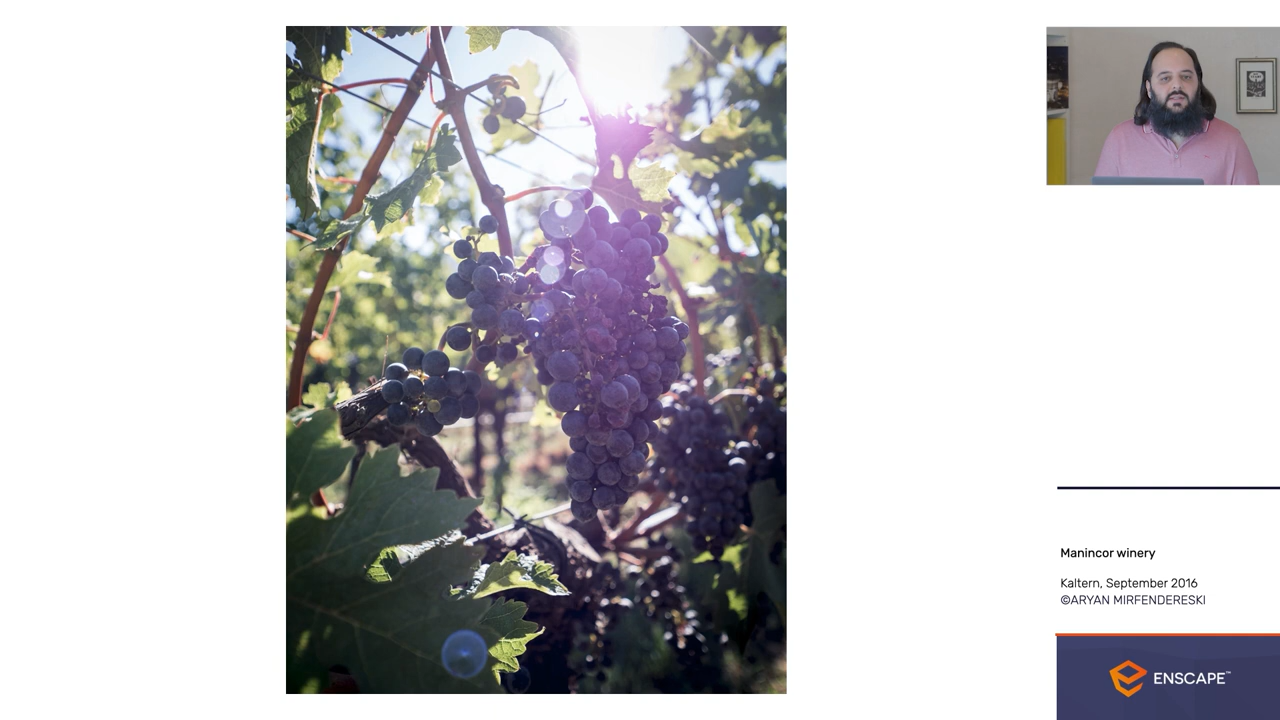 Manincor winery
Kaltern, September 2016
©ARYAN MIRFENDERESKI
ENSCAPE™